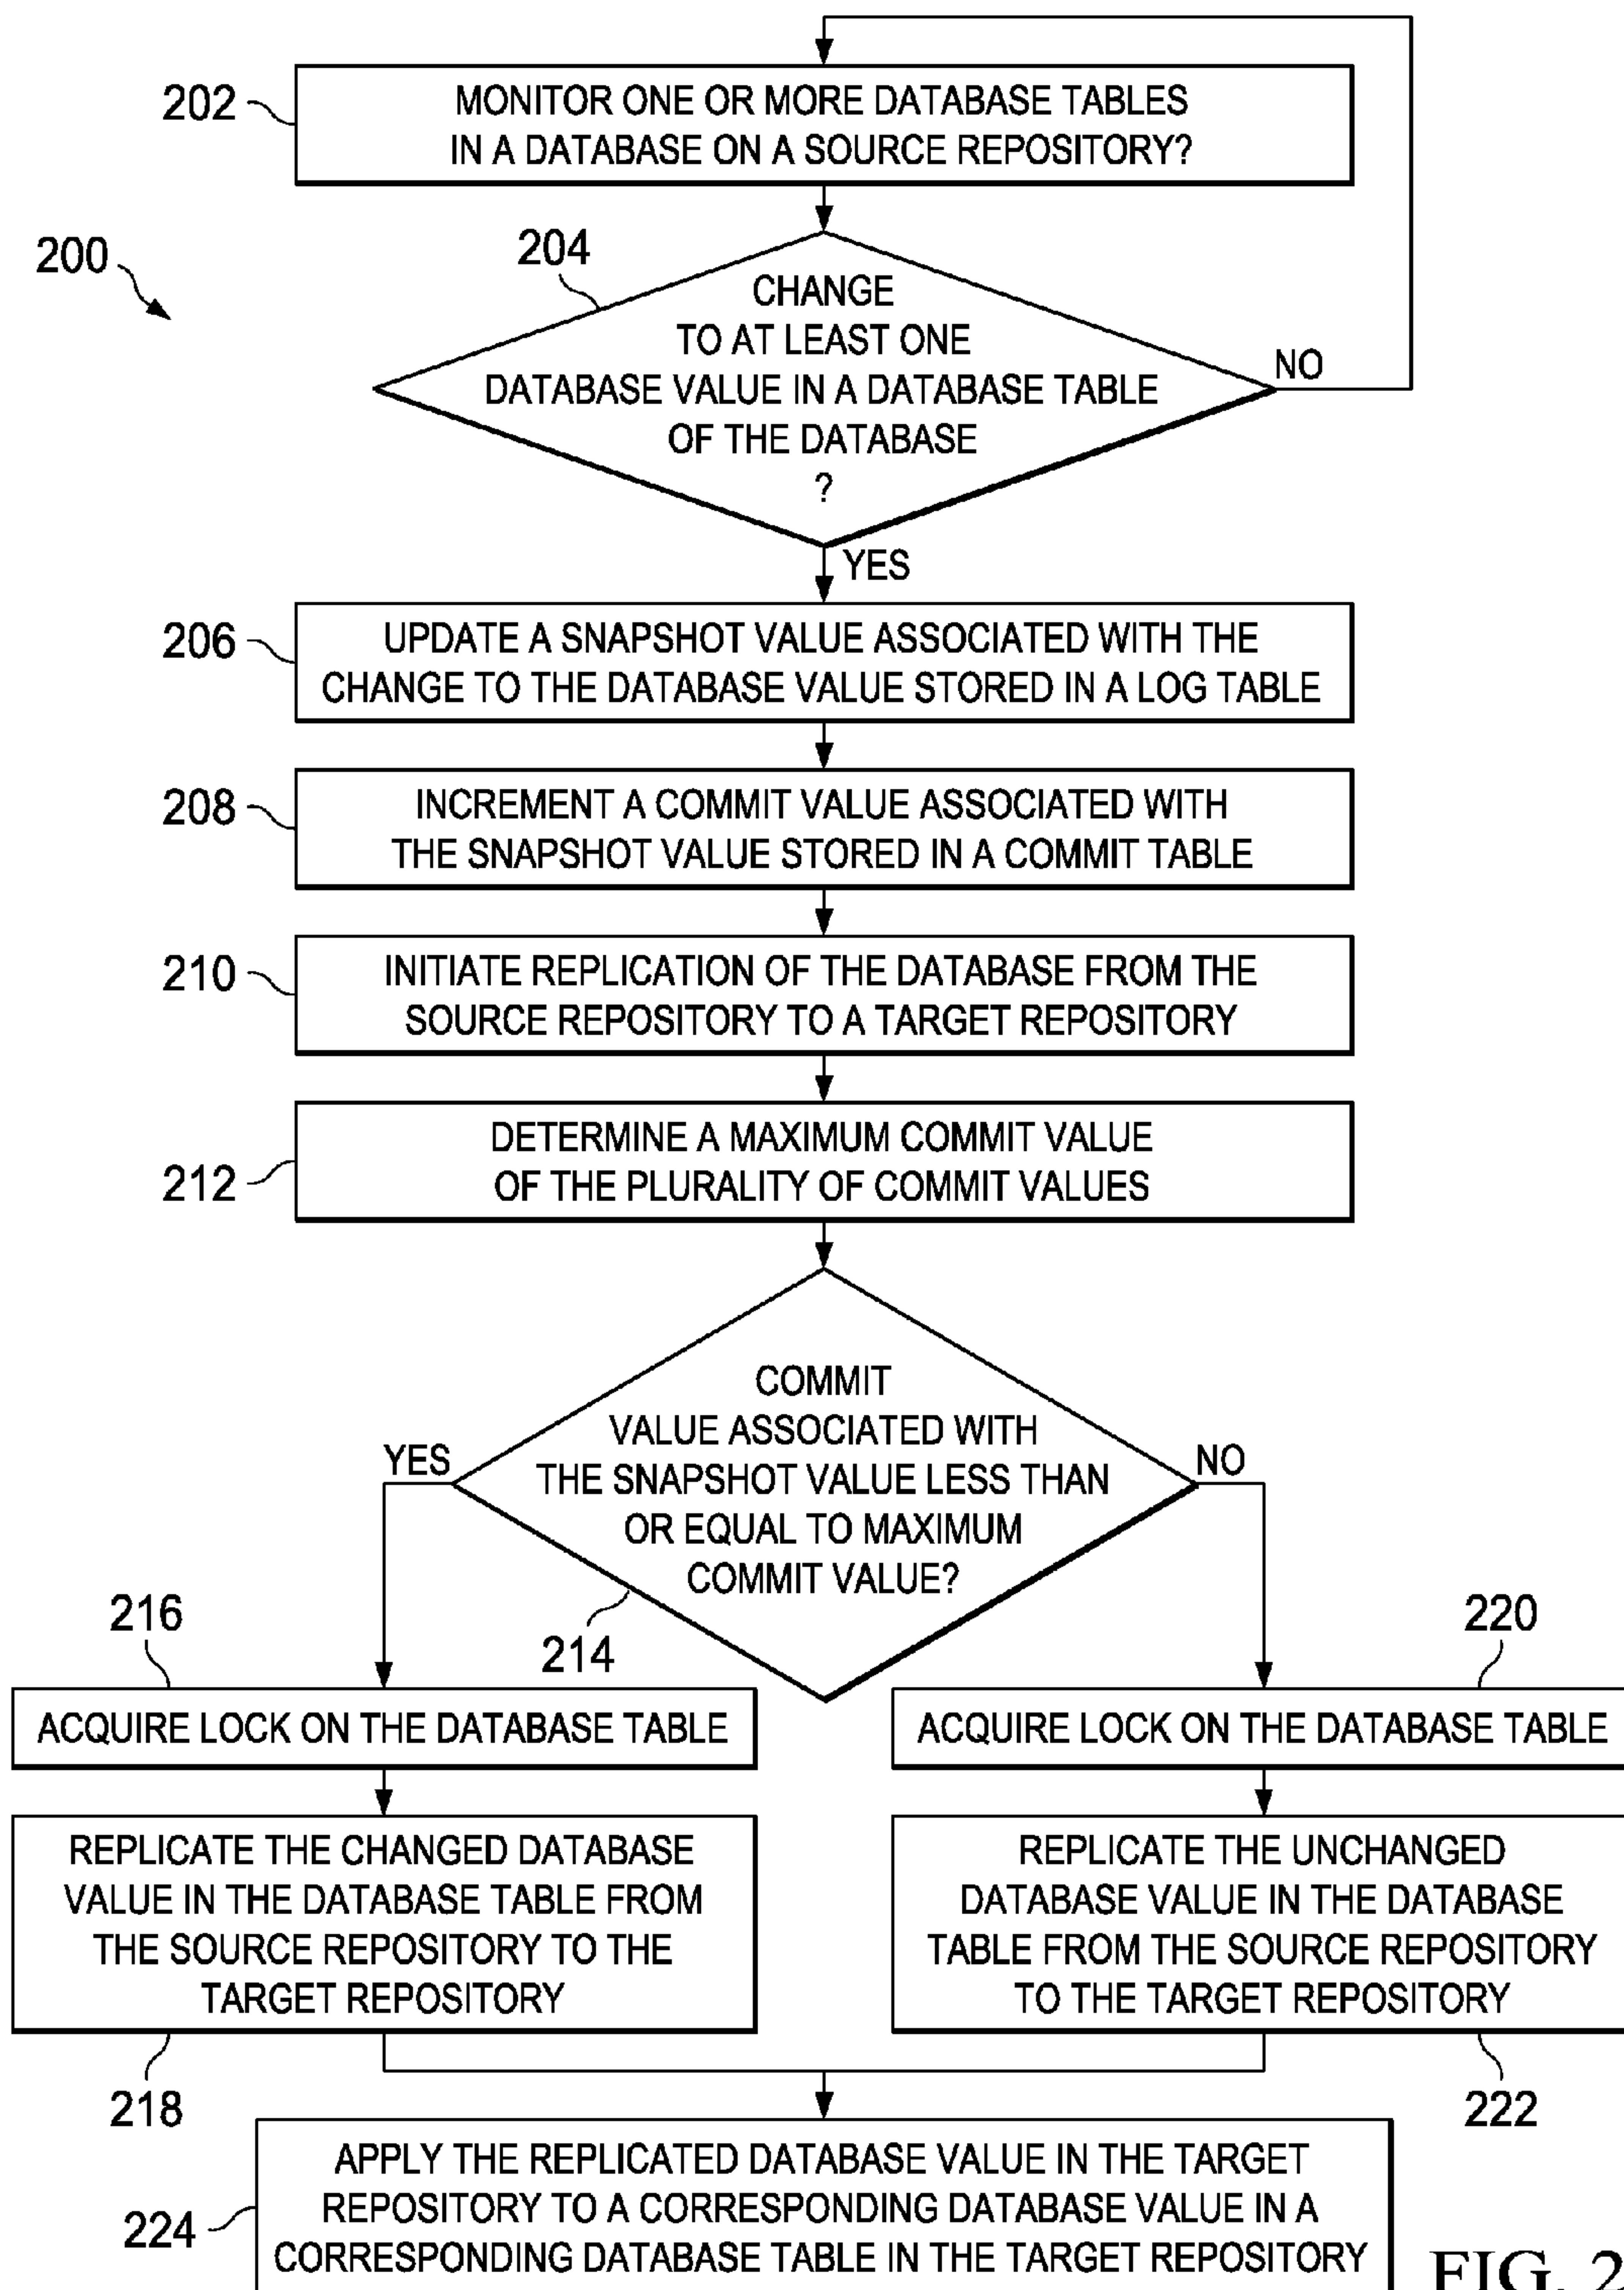 202
MONITOR ONE OR MORE DATABASE TABLES
IN A DATABASE ON A SOURCE REPOSITORY?
200
204
CHANGE
TO AT LEAST ONE
DATABASE VALUE IN A DATABASE TABLE
OF THE DATABASE
?
NO
YES
206
UPDATE A SNAPSHOT VALUE ASSOCIATED WITH THE
CHANGE TO THE DATABASE VALUE STORED IN A LOG TABLE
208
INCREMENT A COMMIT VALUE ASSOCIATED WITH
THE SNAPSHOT VALUE STORED IN A COMMIT TABLE
210
INITIATE REPLICATION OF THE DATABASE FROM THE
SOURCE REPOSITORY TO A TARGET REPOSITORY
212
DETERMINE A MAXIMUM COMMIT VALUE
OF THE PLURALITY OF COMMIT VALUES
COMMIT
VALUE ASSOCIATED WITH
THE SNAPSHOT VALUE LESS THAN
OR EQUAL TO MAXIMUM
COMMIT VALUE?
YES
NO
214
216
ACQUIRE LOCK ON THE DATABASE TABLE
220
ACQUIRE LOCK ON THE DATABASE TABLE
REPLICATE THE CHANGED DATABASE
VALUE IN THE DATABASE TABLE FROM
THE SOURCE REPOSITORY TO THE
TARGET REPOSITORY
218
REPLICATE THE UNCHANGED
DATABASE VALUE IN THE DATABASE
TABLE FROM THE SOURCE REPOSITORY
TO THE TARGET REPOSITORY
222
224
APPLY THE REPLICATED DATABASE VALUE IN THE TARGET
REPOSITORY TO A CORRESPONDING DATABASE VALUE IN A
CORRESPONDING DATABASE TABLE IN THE TARGET REPOSITORY
FIG. 2